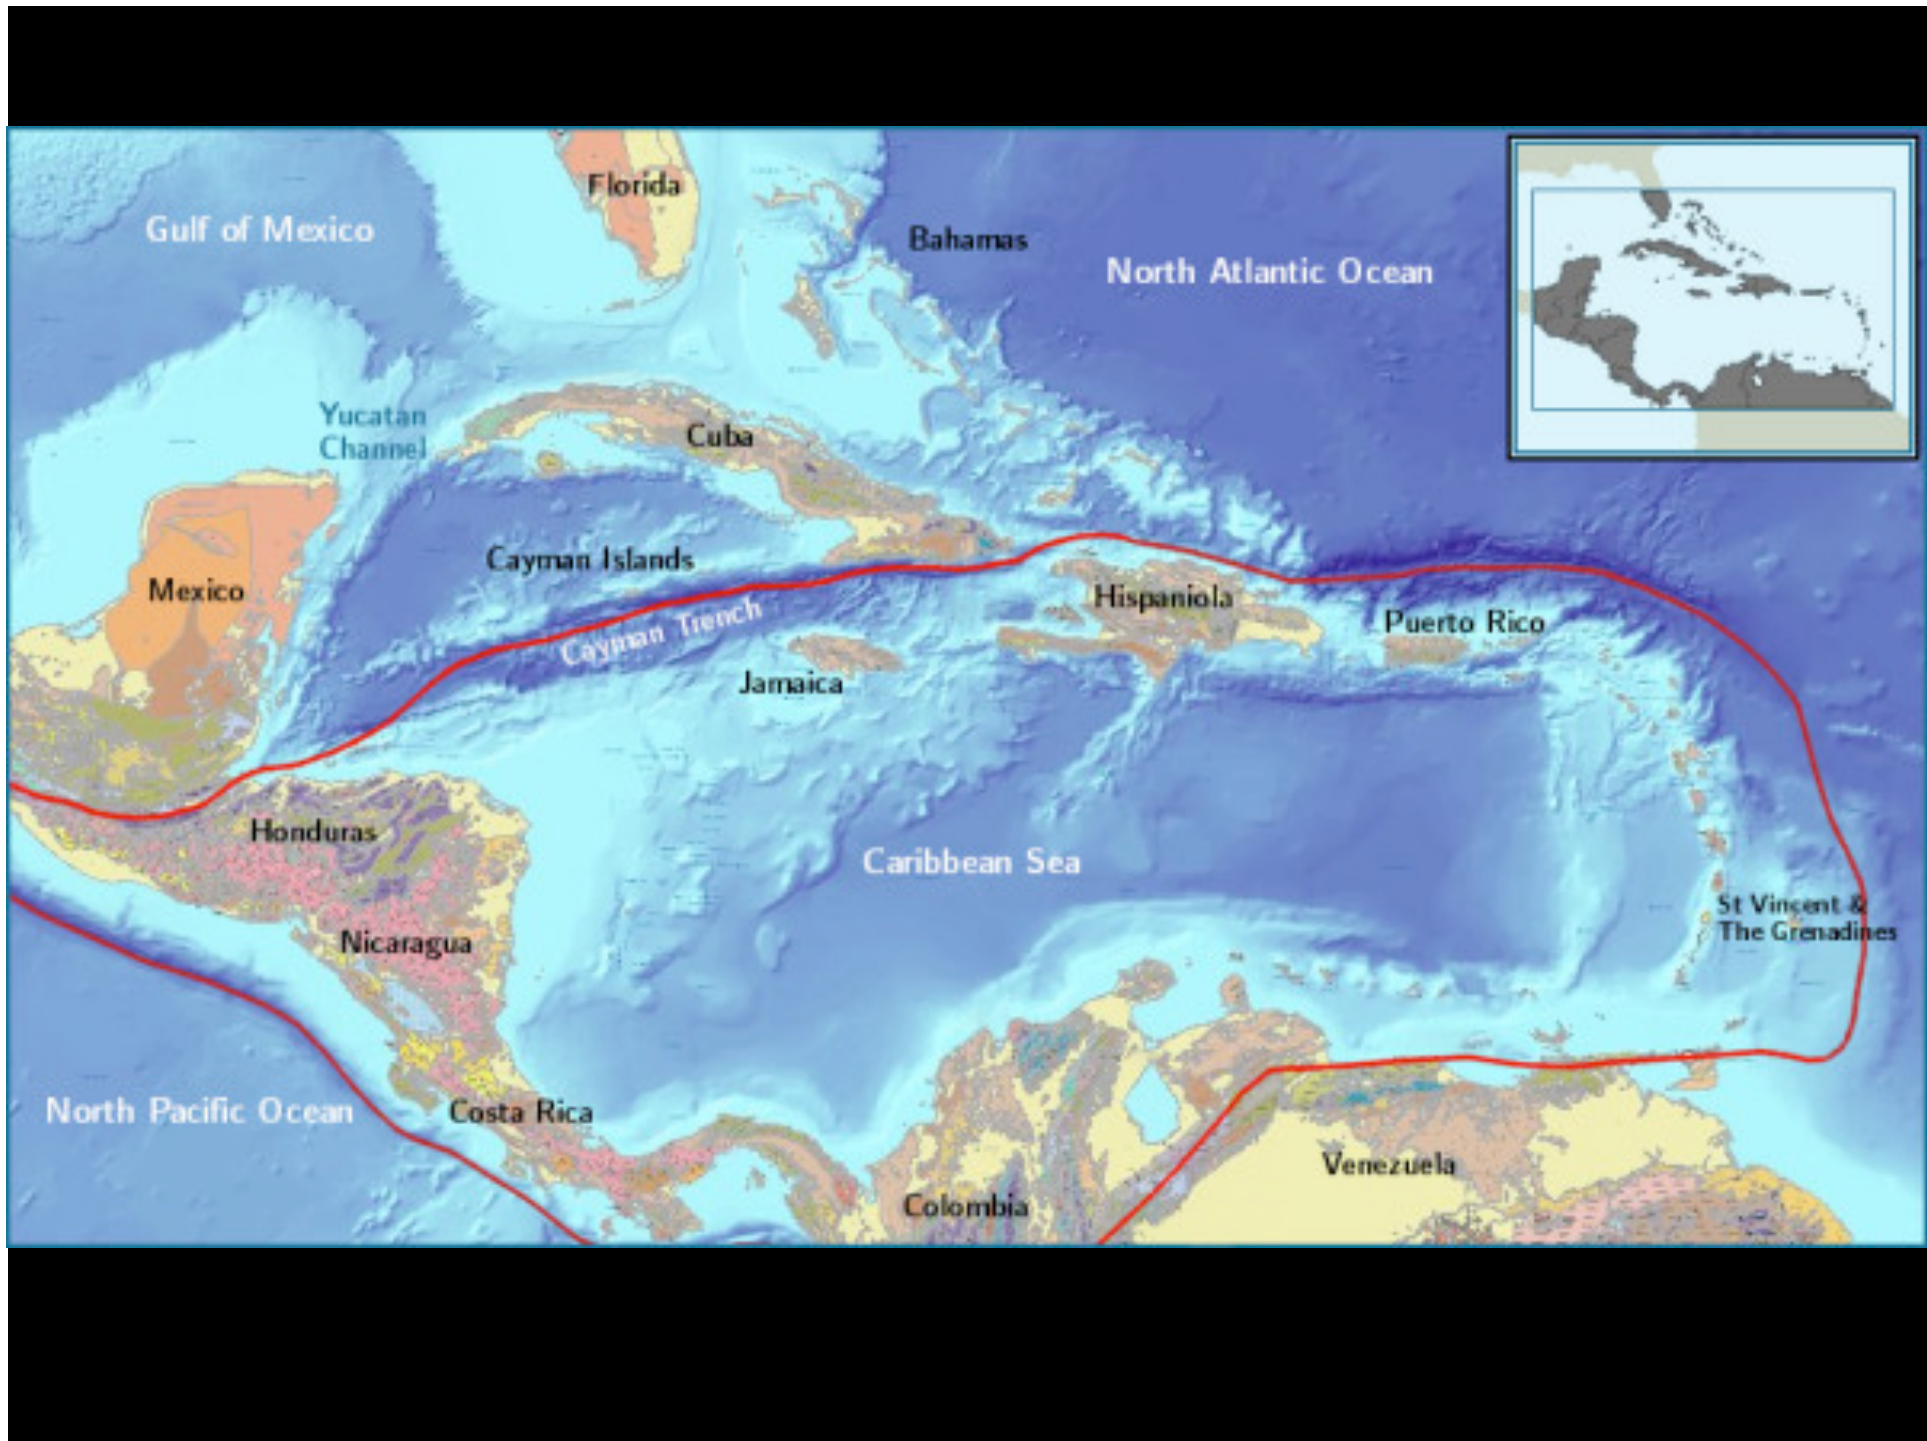 Florida
Gulf of Mexico
Bahamas
North Atlantic Ocean
Yucatan
Channel
Cuba
Cayman Islands
Mexico
Hispaniola
Cayman Trench
Puerto Rico
Jamaica
Honduras
Caribbean Sea
St Vincent &
The Grenadines
Nicaragua
North Pacific Ocean
Costa Rica
Venezuela
Colombia